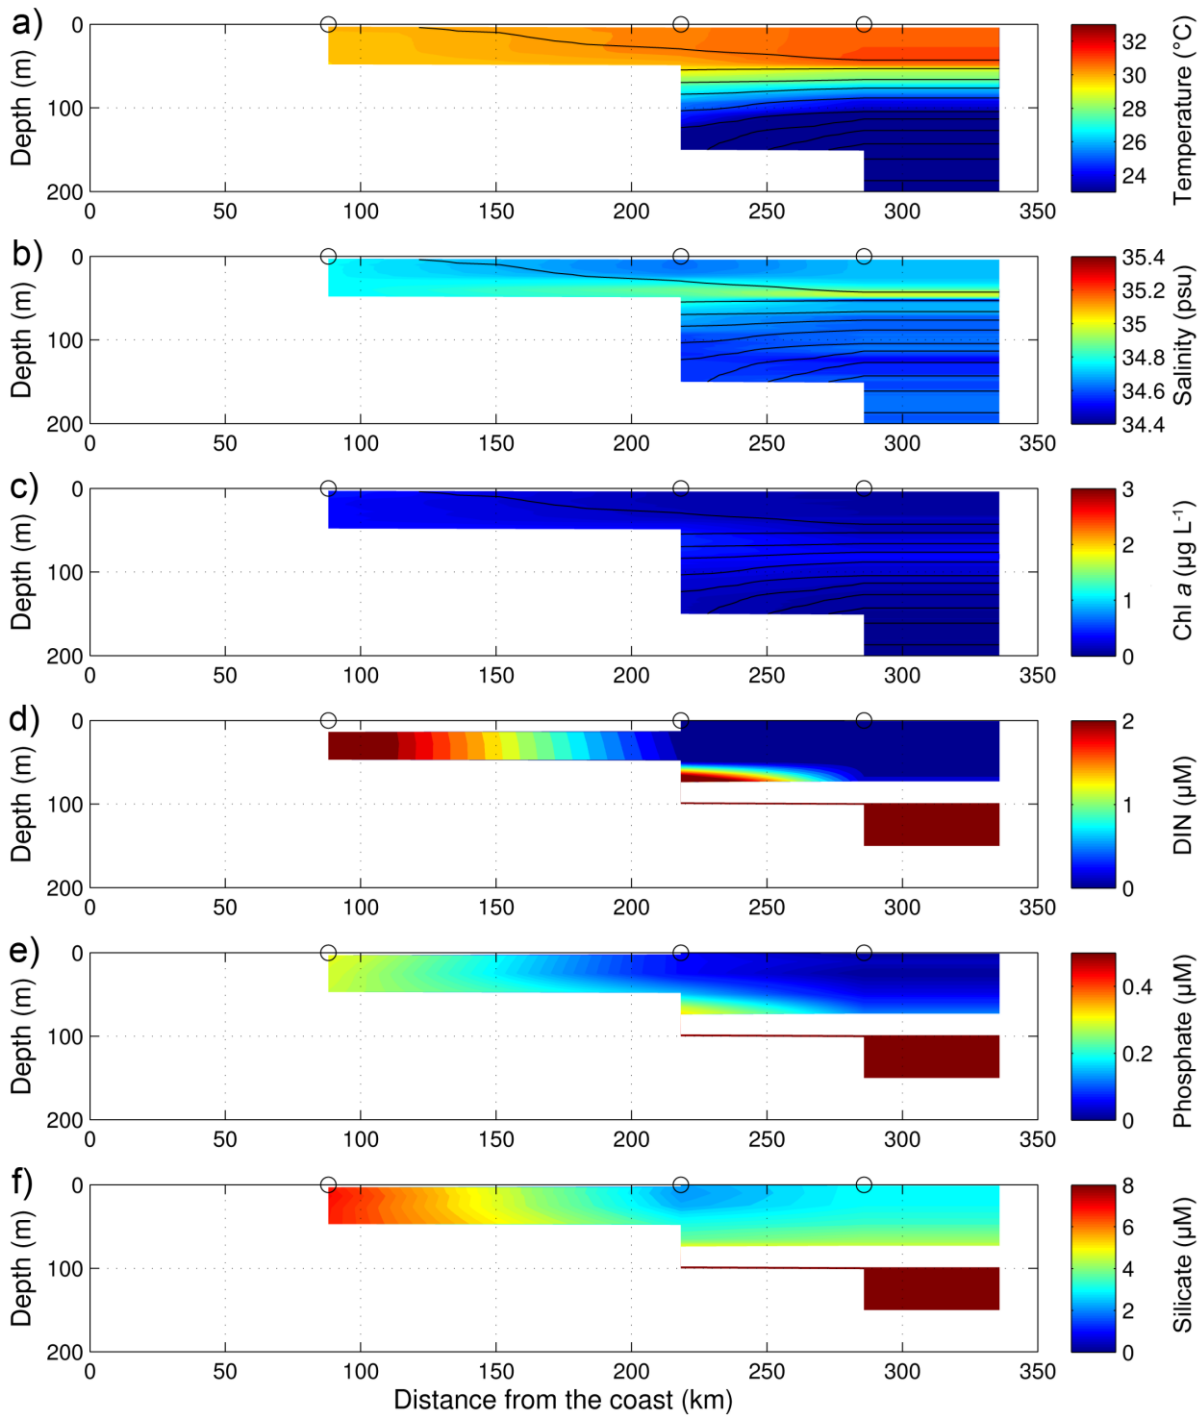 a)
0
100
200
Depth (m)
0 50 100 150 200 250 300 350
32
30
28
26
24
Temperature (°C)
b)
0
100
200
Depth (m)
0 50 100 150 200 250 300 350
35.4
35.2
35
34.8
34.6
34.4
Salinity (psu)
c)
0
100
200
Depth (m)
0 50 100 150 200 250 300 350
3
2
1
0
Chl a (µg L-1)
d)
0
100
200
Depth (m)
0 50 100 150 200 250 300 350
2
1
0
DIN (µM)
e)
0
100
200
Depth (m)
0 50 100 150 200 250 300 350
0.4
0.2
0
Phosphate (µM)
f)
0
100
200
Depth (m)
0 50 100 150 200 250 300 350
8
6
4
2
0
Silicate (µM)
Distance from the coast (km)